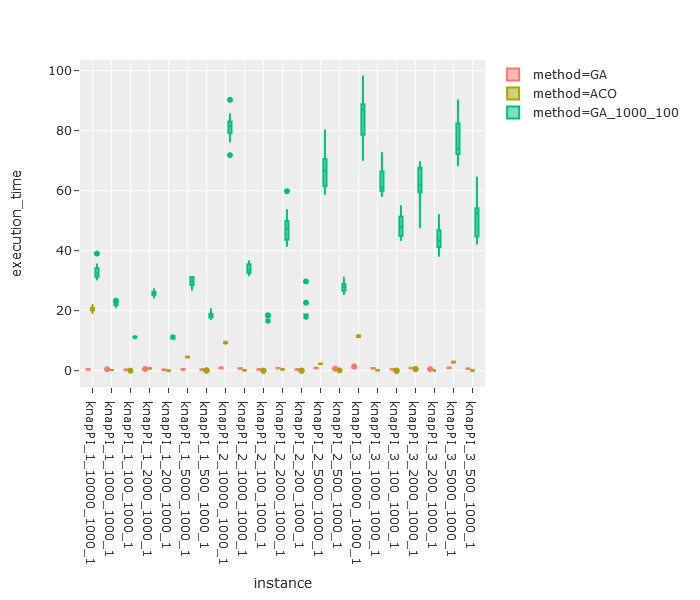 method=GA
method=ACO
method=GA_1000_100
100
80
60
40
20
0
execution_time
knapPI_1_10000_1000_1
knapPI_1_1000_1000_1
knapPI_1_100_1000_1
knapPI_1_2000_1000_1
knapPI_1_200_1000_1
knapPI_1_5000_1000_1
knapPI_1_500_1000_1
knapPI_2_10000_1000_1
knapPI_2_1000_1000_1
knapPI_2_100_1000_1
knapPI_2_2000_1000_1
knapPI_2_200_1000_1
knapPI_2_5000_1000_1
knapPI_2_500_1000_1
knapPI_3_10000_1000_1
knapPI_3_1000_1000_1
knapPI_3_100_1000_1
knapPI_3_2000_1000_1
knapPI_3_200_1000_1
knapPI_3_5000_1000_1
knapPI_3_500_1000_1
instance